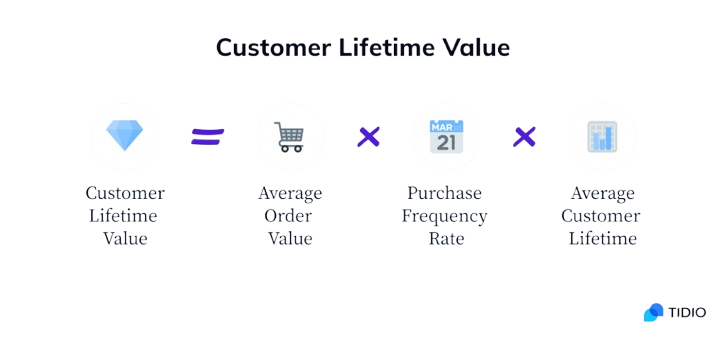 Customer Lifetime Value
MAR
21
Customer
Lifetime
Value
=
Average
Order
Value
×
Purchase
Frequency
Rate
×
Average
Customer
Lifetime
TIDIO